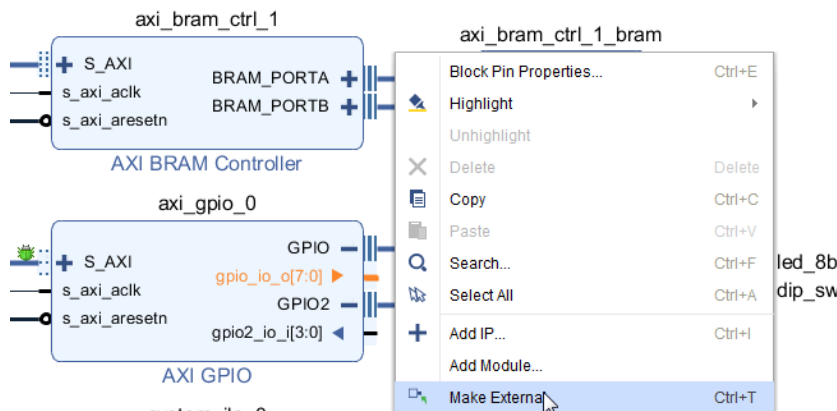 axi_bram_ctrl_1
S_AXI
s_axi_aclk
s_axi_aresetn
BRAM_PORTA
BRAM_PORTB
AXI BRAM Controller
axi_bram_ctrl_1_bram
axi_gpio_0
S_AXI
s_axi_aclk
s_axi_aresetn
GPIO
gpio_io_o[7:0]
GPIO2
gpio2_io_i[3:0]
AXI GPIO
Block Pin Properties... Ctrl+E
Highlight
Unhighlight
Delete Delete
Copy Ctrl+C
Paste Ctrl+V
Search... Ctrl+F
Select All Ctrl+A
Add IP... Ctrl+I
Add Module...
Make External Ctrl+T
led_8b
dip_sw